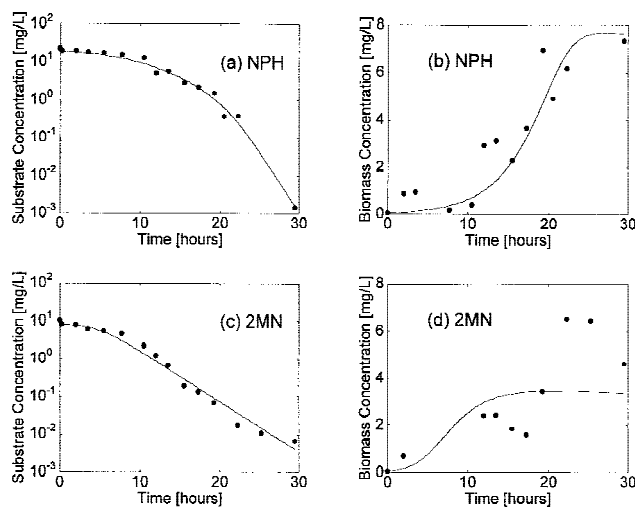 Substrate Concentration [mg/L]
10²
10¹
10⁰
10⁻¹
10⁻²
10⁻³
(a) NPH
0 10 20 30
Time [hours]
Biomass Concentration [mg/L]
8
6
4
2
0
(b) NPH
0 10 20 30
Time [hours]
Substrate Concentration [mg/L]
10²
10¹
10⁰
10⁻¹
10⁻²
10⁻³
(c) 2MN
0 10 20 30
Time [hours]
Biomass Concentration [mg/L]
8
6
4
2
0
(d) 2MN
0 10 20 30
Time [hours]